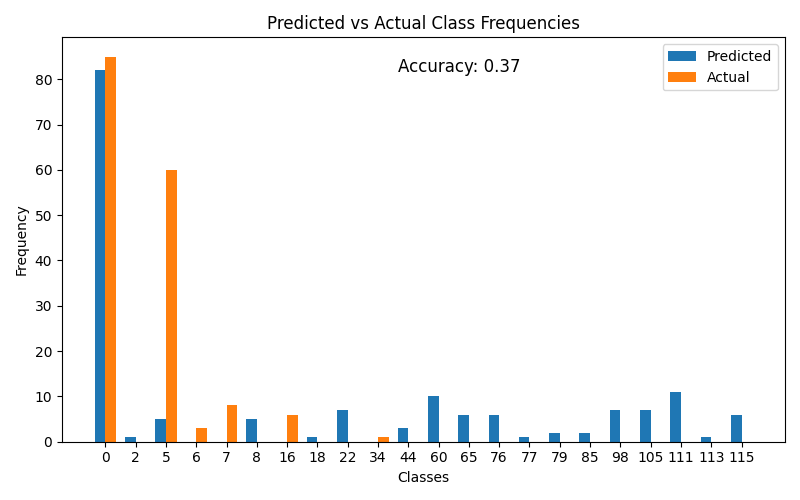 Predicted vs Actual Class Frequencies
Accuracy: 0.37
Predicted
Actual
Frequency
80
70
60
50
40
30
20
10
0
0 2 5 6 7 8 16 18 22 34 44 60 65 76 77 79 85 98 105 111 113 115
Classes